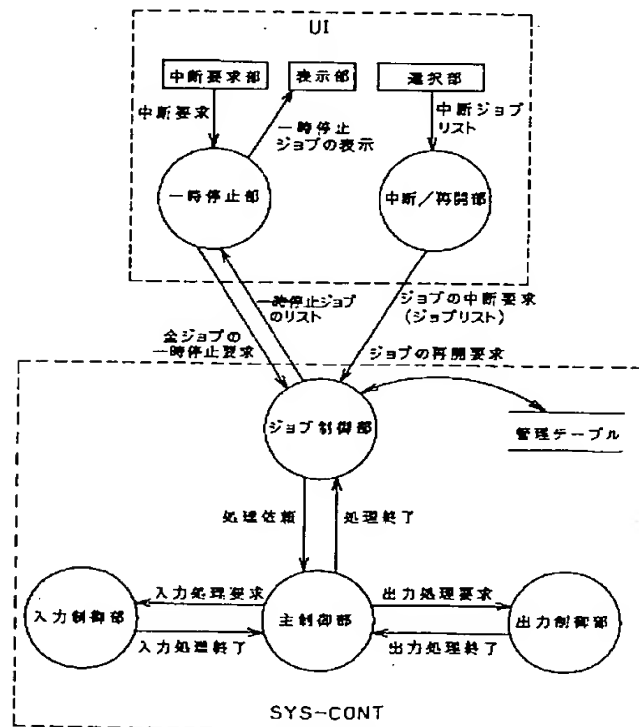 UI
中断要求部
表示部
選択部
中断要求
一時停止
ジョブの表示
中断ジョブ
リスト
一時停止部
中断/再開部
一時停止ジョブ
のリスト
ジョブの中断要求
(ジョブリスト)
全ジョブの
一時停止要求
ジョブの再開要求
ジョブ制御部
管理テーブル
処理依頼
処理終了
入力処理要求
出力処理要求
入力制御部
主制御部
出力制御部
入力処理終了
出力処理終了
SYS-CONT